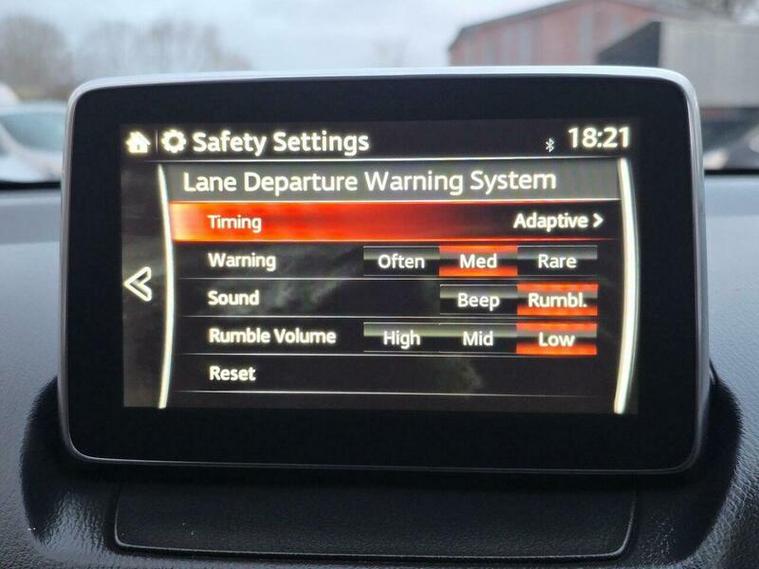 Safety Settings 18:21
Lane Departure Warning System
Timing Adaptive >
Warning Often Med Rare
Sound Beep Rumbl.
Rumble Volume High Mid Low
Reset